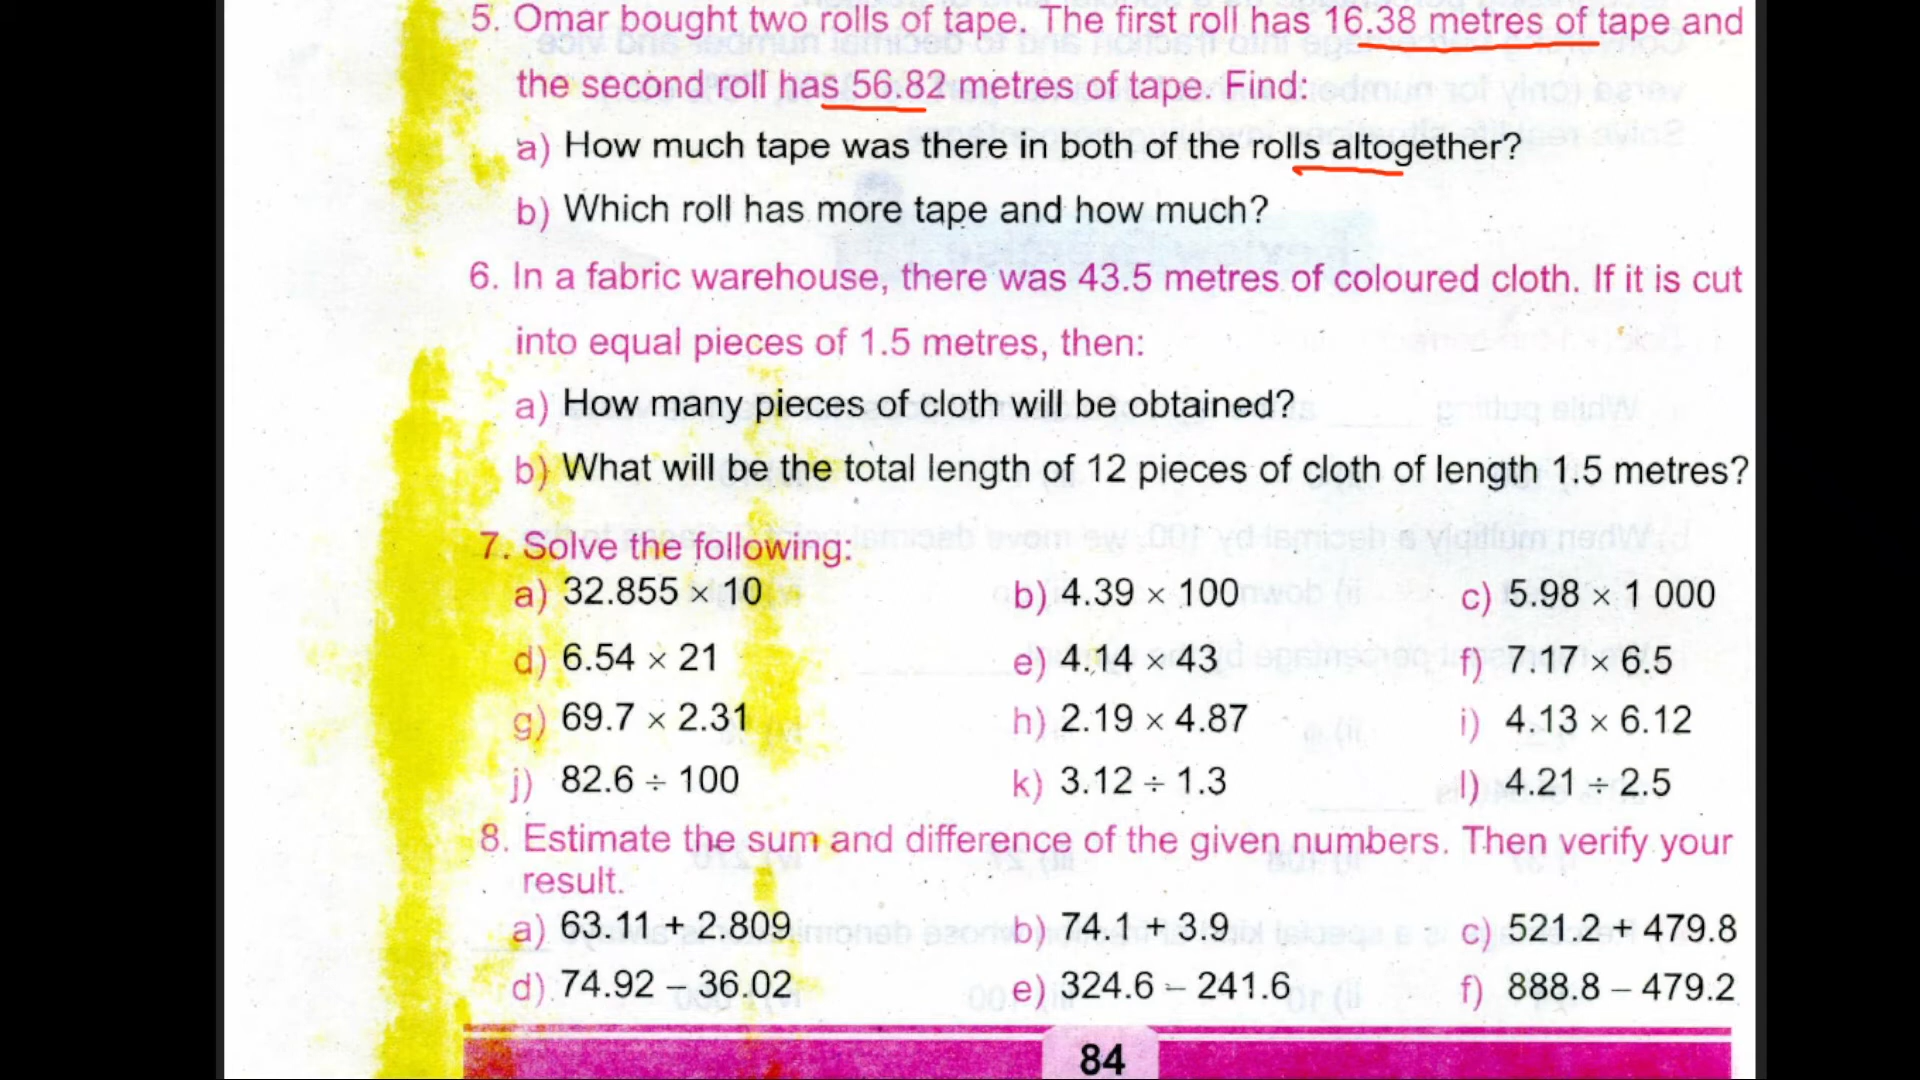 5. Omar bought two rolls of tape. The first roll has 16.38 metres of tape and
the second roll has 56.82 metres of tape. Find:
a) How much tape was there in both of the rolls altogether?
b) Which roll has more tape and how much?
6. In a fabric warehouse, there was 43.5 metres of coloured cloth. If it is cut
into equal pieces of 1.5 metres, then:
a) How many pieces of cloth will be obtained?
b) What will be the total length of 12 pieces of cloth of length 1.5 metres?
7. Solve the following:
a) 32.855 × 10 b) 4.39 × 100 c) 5.98 × 1 000
d) 6.54 × 21 e) 4.14 × 43 f) 7.17 × 6.5
g) 69.7 × 2.31 h) 2.19 × 4.87 i) 4.13 × 6.12
j) 82.6 ÷ 100 k) 3.12 ÷ 1.3 l) 4.21 ÷ 2.5
8. Estimate the sum and difference of the given numbers. Then verify your
result.
a) 63.11 + 2.809 b) 74.1 + 3.9 c) 521.2 + 479.8
d) 74.92 – 36.02 e) 324.6 – 241.6 f) 888.8 – 479.2
84